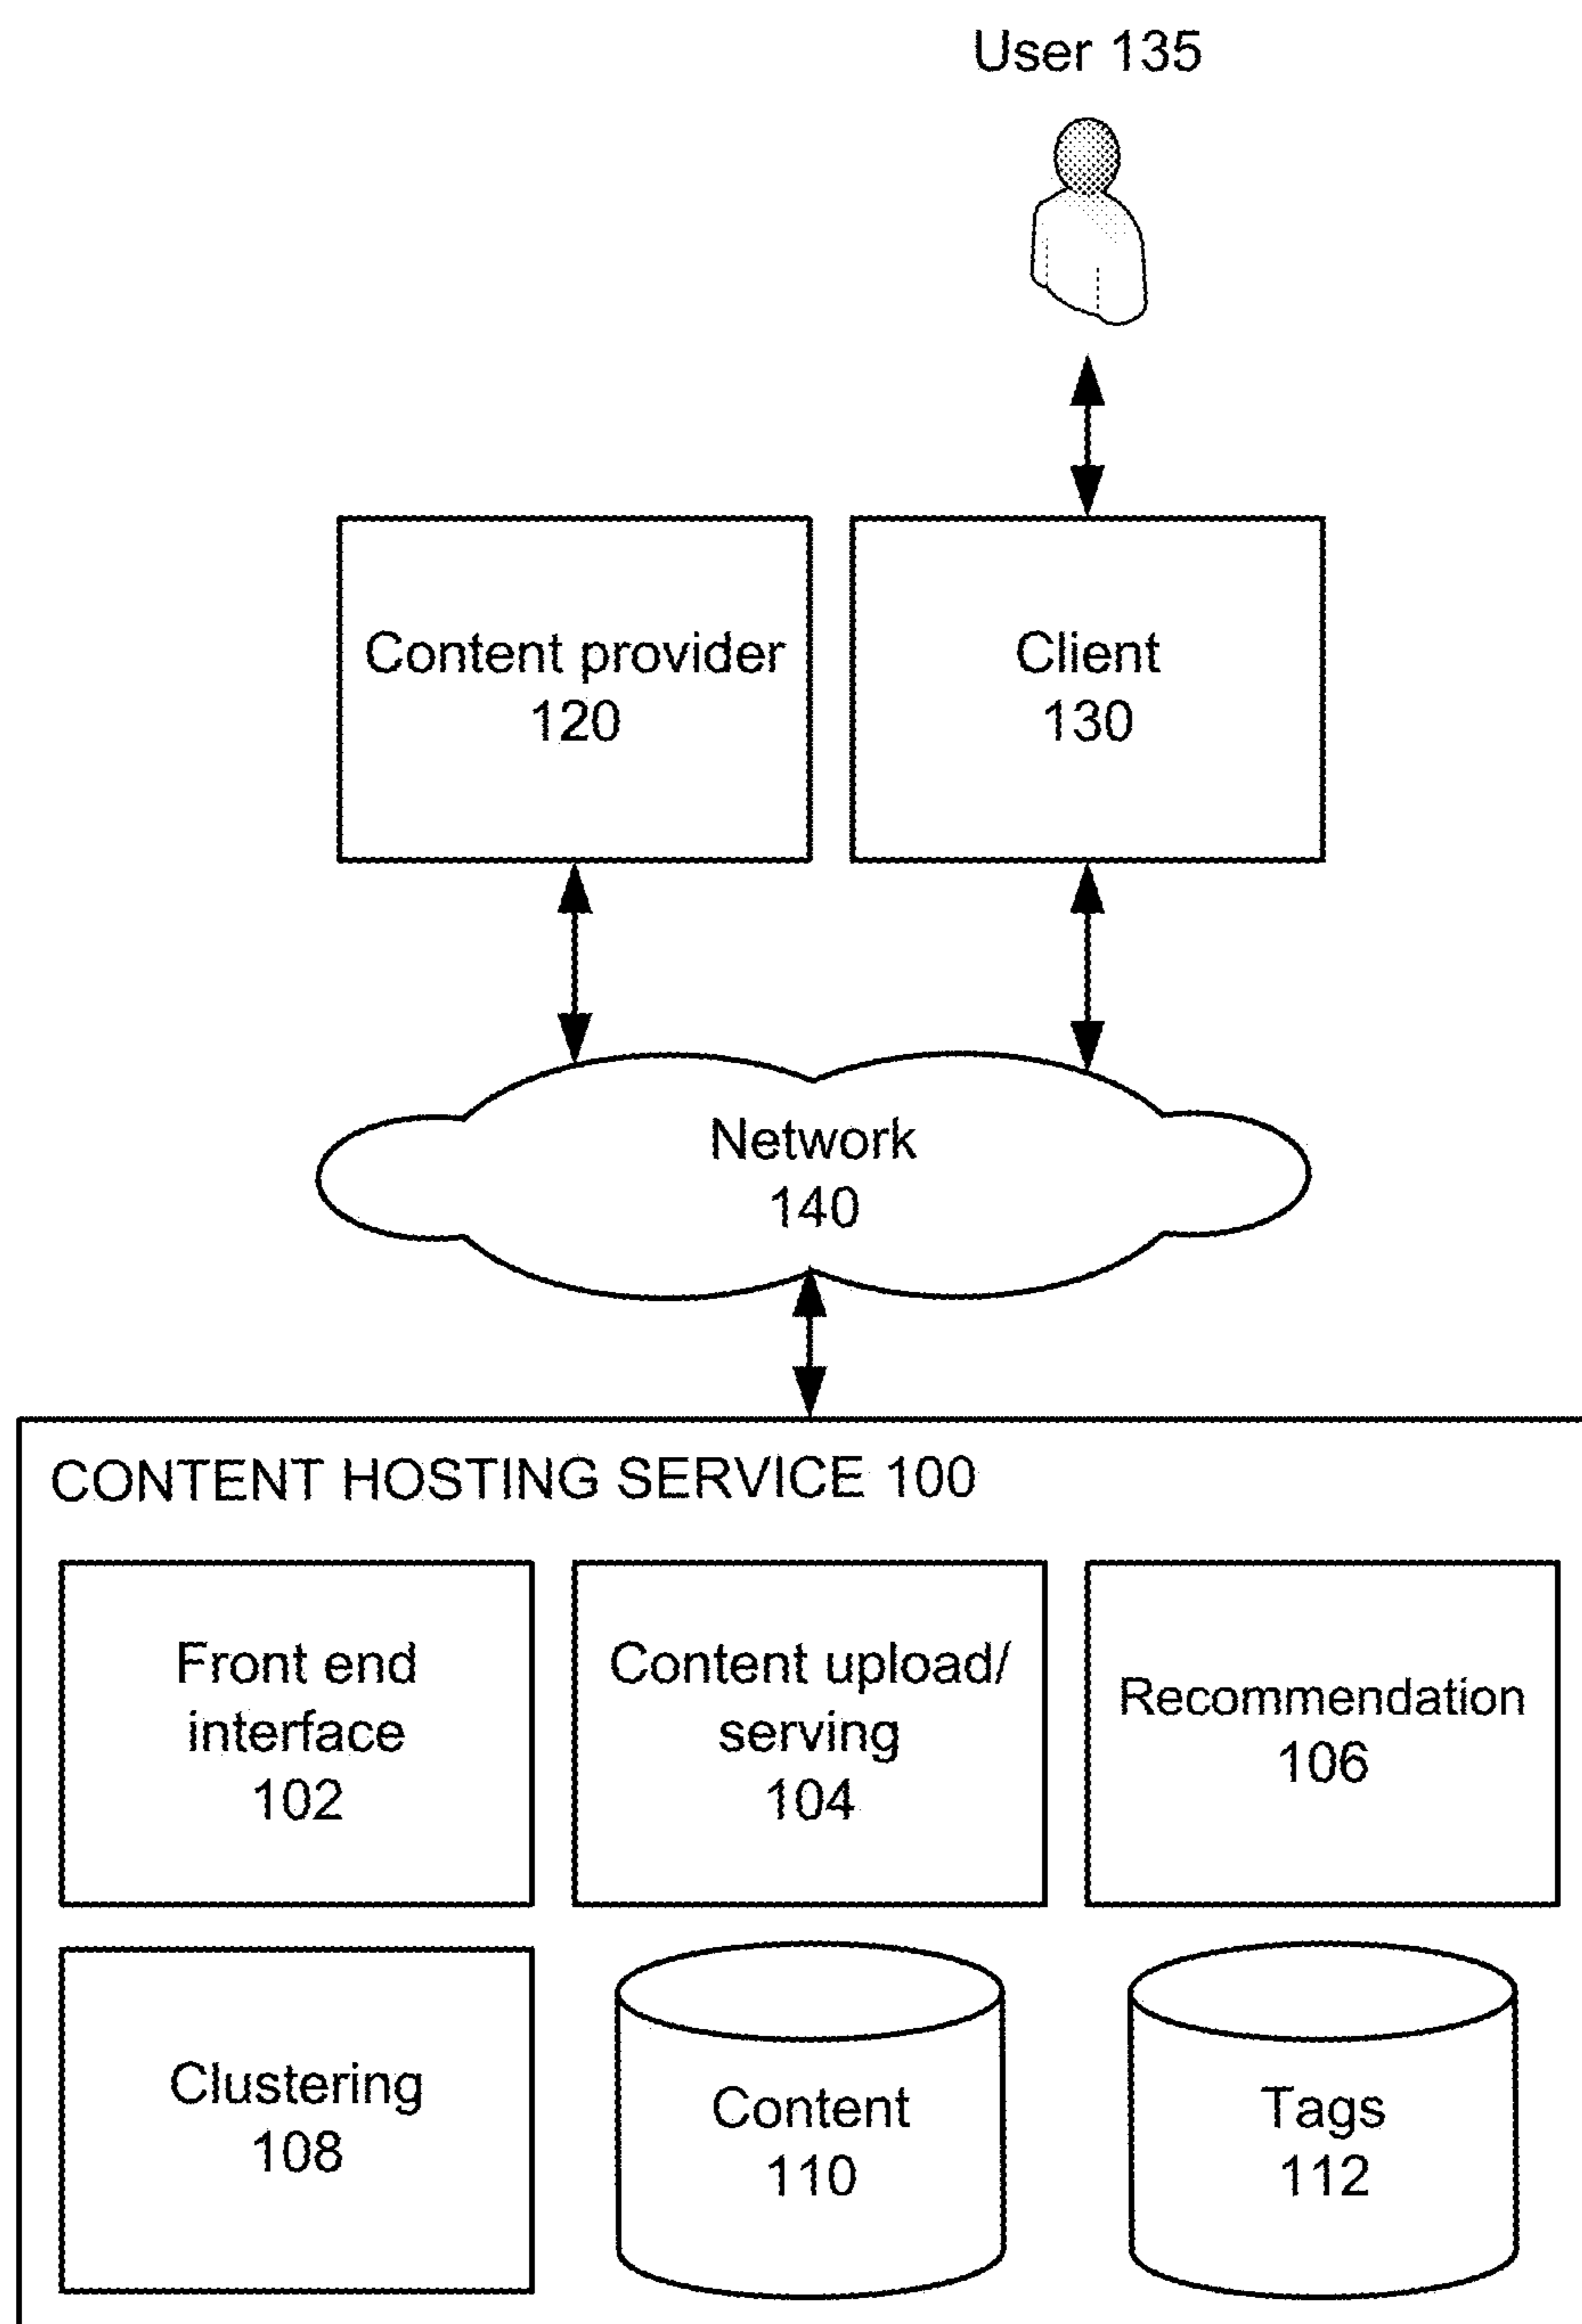 User 135
Content provider
120
Client
130
Network
140
CONTENT HOSTING SERVICE 100
Front end
interface
102
Content upload/
serving
104
Recommendation
106
Clustering
108
Content
110
Tags
112